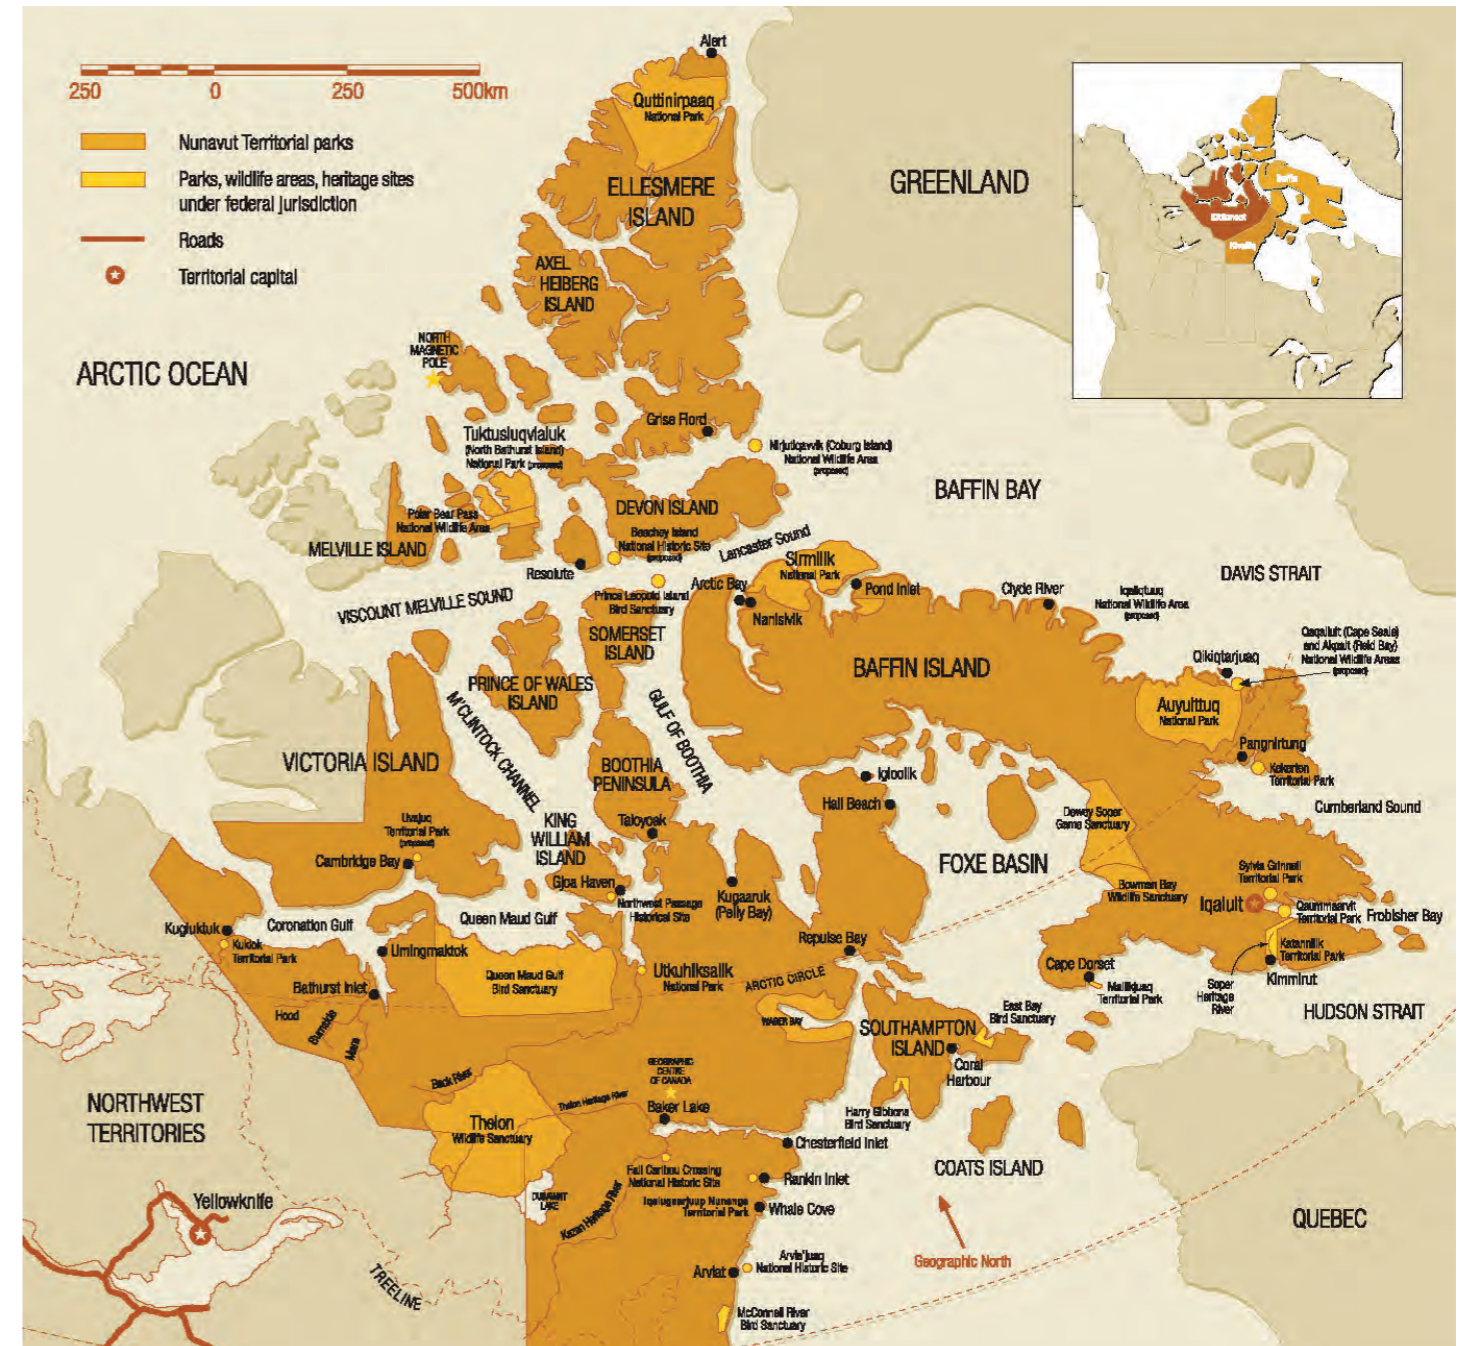 Alert
250 0 250 500km
Quttinirpaaq
National Park
Nunavut Territorial parks
Parks, wildlife areas, heritage sites
under federal jurisdiction
Roads
Territorial capital
GREENLAND
ELLESMERE
ISLAND
Baffin
Kitikmeot
Kivalliq
AXEL
HEIBERG
ISLAND
NORTH
MAGNETIC
POLE
ARCTIC OCEAN
Grise Fiord
Tuktusiuqvialuk
(North Bathurst Island)
National Park (proposed)
Nirjutiqavvik (Coburg Island)
National Wildlife Area
(proposed)
BAFFIN BAY
DEVON ISLAND
Polar Bear Pass
National Wildlife Area
Beechey Island
National Historic Site
(proposed)
Lancaster Sound
MELVILLE ISLAND
Sirmilik
National Park
Resolute
Arctic Bay
Pond Inlet
Clyde River
DAVIS STRAIT
Prince Leopold Island
Bird Sanctuary
Nanisivik
Iqaliqtuuq
National Wildlife Area
(proposed)
VISCOUNT MELVILLE SOUND
SOMERSET
ISLAND
Qaqalluit (Cape Searle)
and Akpait (Reid Bay)
National Wildlife Areas
(proposed)
Qikiqtarjuaq
BAFFIN ISLAND
PRINCE OF WALES
ISLAND
Auyuittuq
National Park
M'CLINTOCK CHANNEL
GULF OF BOOTHIA
Pangnirtung
VICTORIA ISLAND
BOOTHIA
PENINSULA
Igloolik
Kekerten
Territorial Park
Hall Beach
Cumberland Sound
Uvajuq
Territorial Park
(proposed)
KING
WILLIAM
ISLAND
Taloyoak
Dewey Soper
Game Sanctuary
Cambridge Bay
FOXE BASIN
Sylvia Grinnell
Territorial Park
Gjoa Haven
Kugaaruk
(Pelly Bay)
Bowman Bay
Wildlife Sanctuary
Northwest Passage
Historical Site
Iqaluit
Qaummaarviit
Territorial Park
Frobisher Bay
Kugluktuk
Coronation Gulf
Queen Maud Gulf
Kuklok
Territorial Park
Umingmaktok
Repulse Bay
Katannilik
Territorial Park
Utkuhiksalik
National Park
ARCTIC CIRCLE
Cape Dorset
Kimmirut
Queen Maud Gulf
Bird Sanctuary
Bathurst Inlet
Mallikjuaq
Territorial Park
Soper
Heritage
River
Hood
Burnside
Mara
WAGER BAY
East Bay
Bird Sanctuary
HUDSON STRAIT
SOUTHAMPTON
ISLAND
Coral
Harbour
GEOGRAPHIC
CENTRE
OF CANADA
Back River
Thelon Heritage River
Baker Lake
NORTHWEST
TERRITORIES
Thelon
Wildlife Sanctuary
Harry Gibbons
Bird Sanctuary
Chesterfield Inlet
COATS ISLAND
Fall Caribou Crossing
National Historic Site
Rankin Inlet
DUBAWNT
LAKE
Kazan Heritage River
Iqalugaarjuup Nunanga
Territorial Park
Whale Cove
Yellowknife
QUEBEC
Geographic North
Arvia'juaq
National Historic Site
Arviat
TREELINE
McConnell River
Bird Sanctuary